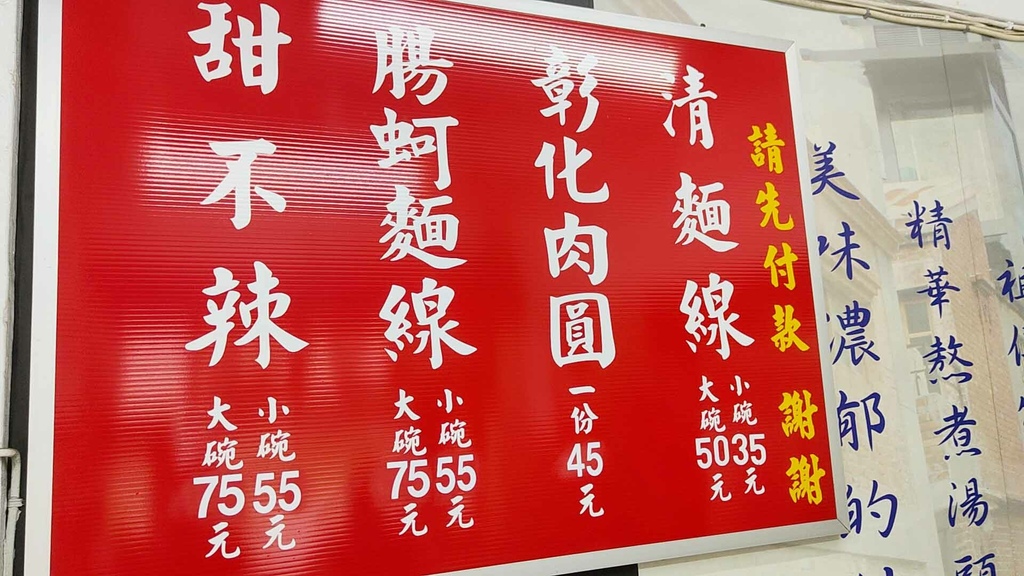 祖
精華熬煮湯頭
美味濃郁的
請先付款 謝謝
清麵線
小碗35元
大碗50元
彰化肉圓
一份45元
腸蚵麵線
小碗55元
大碗75元
甜不辣
小碗55元
大碗75元